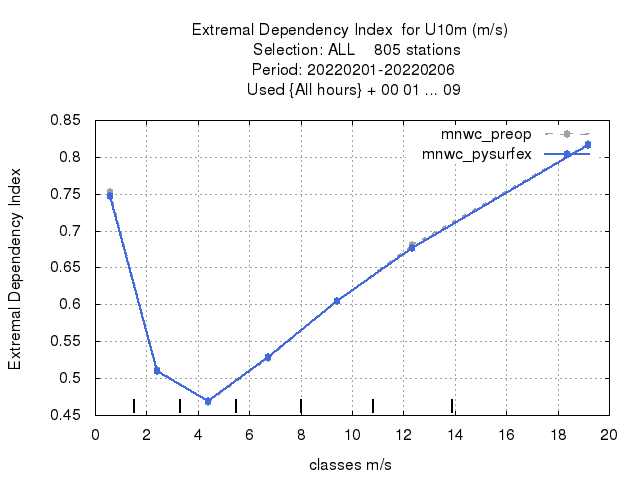 Extremal Dependency Index  for U10m (m/s)
Selection: ALL    805 stations
Period: 20220201-20220206
Used {All hours} + 00 01 ... 09
0.85
0.8
0.75
0.7
0.65
0.6
0.55
0.5
0.45
Extremal Dependency Index
mnwc_preop
mnwc_pysurfex
0 2 4 6 8 10 12 14 16 18 20
classes m/s